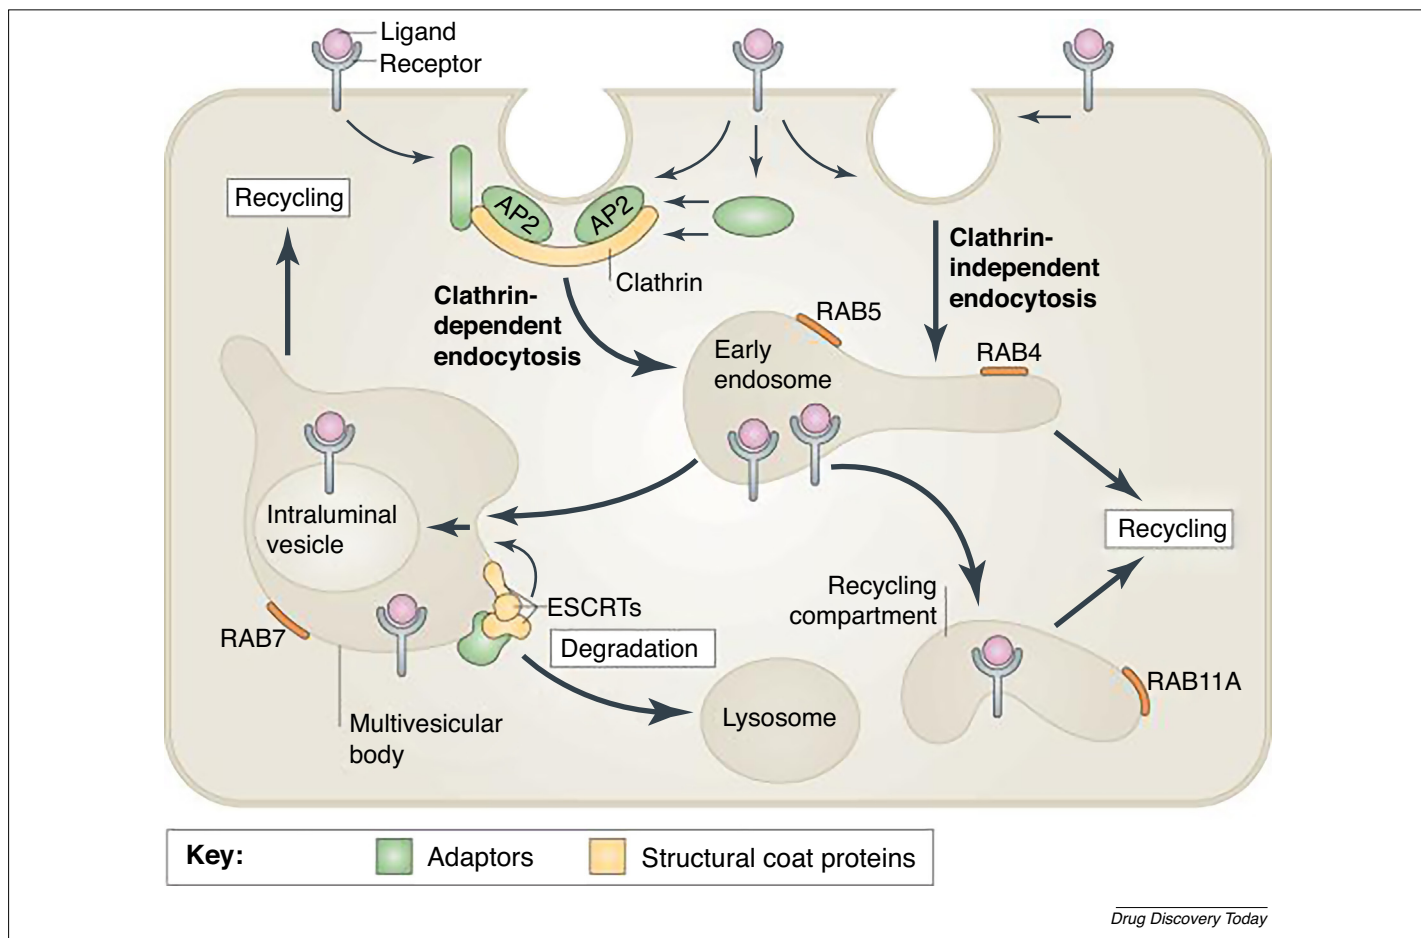 Ligand
Receptor
Recycling
AP2
AP2
Clathrin
Clathrin-
dependent
endocytosis
Clathrin-
independent
endocytosis
RAB5
RAB4
Early
endosome
Intraluminal
vesicle
Recycling
ESCRTs
Recycling
compartment
RAB7
Degradation
RAB11A
Multivesicular
body
Lysosome
Key:
Adaptors
Structural coat proteins
Drug Discovery Today